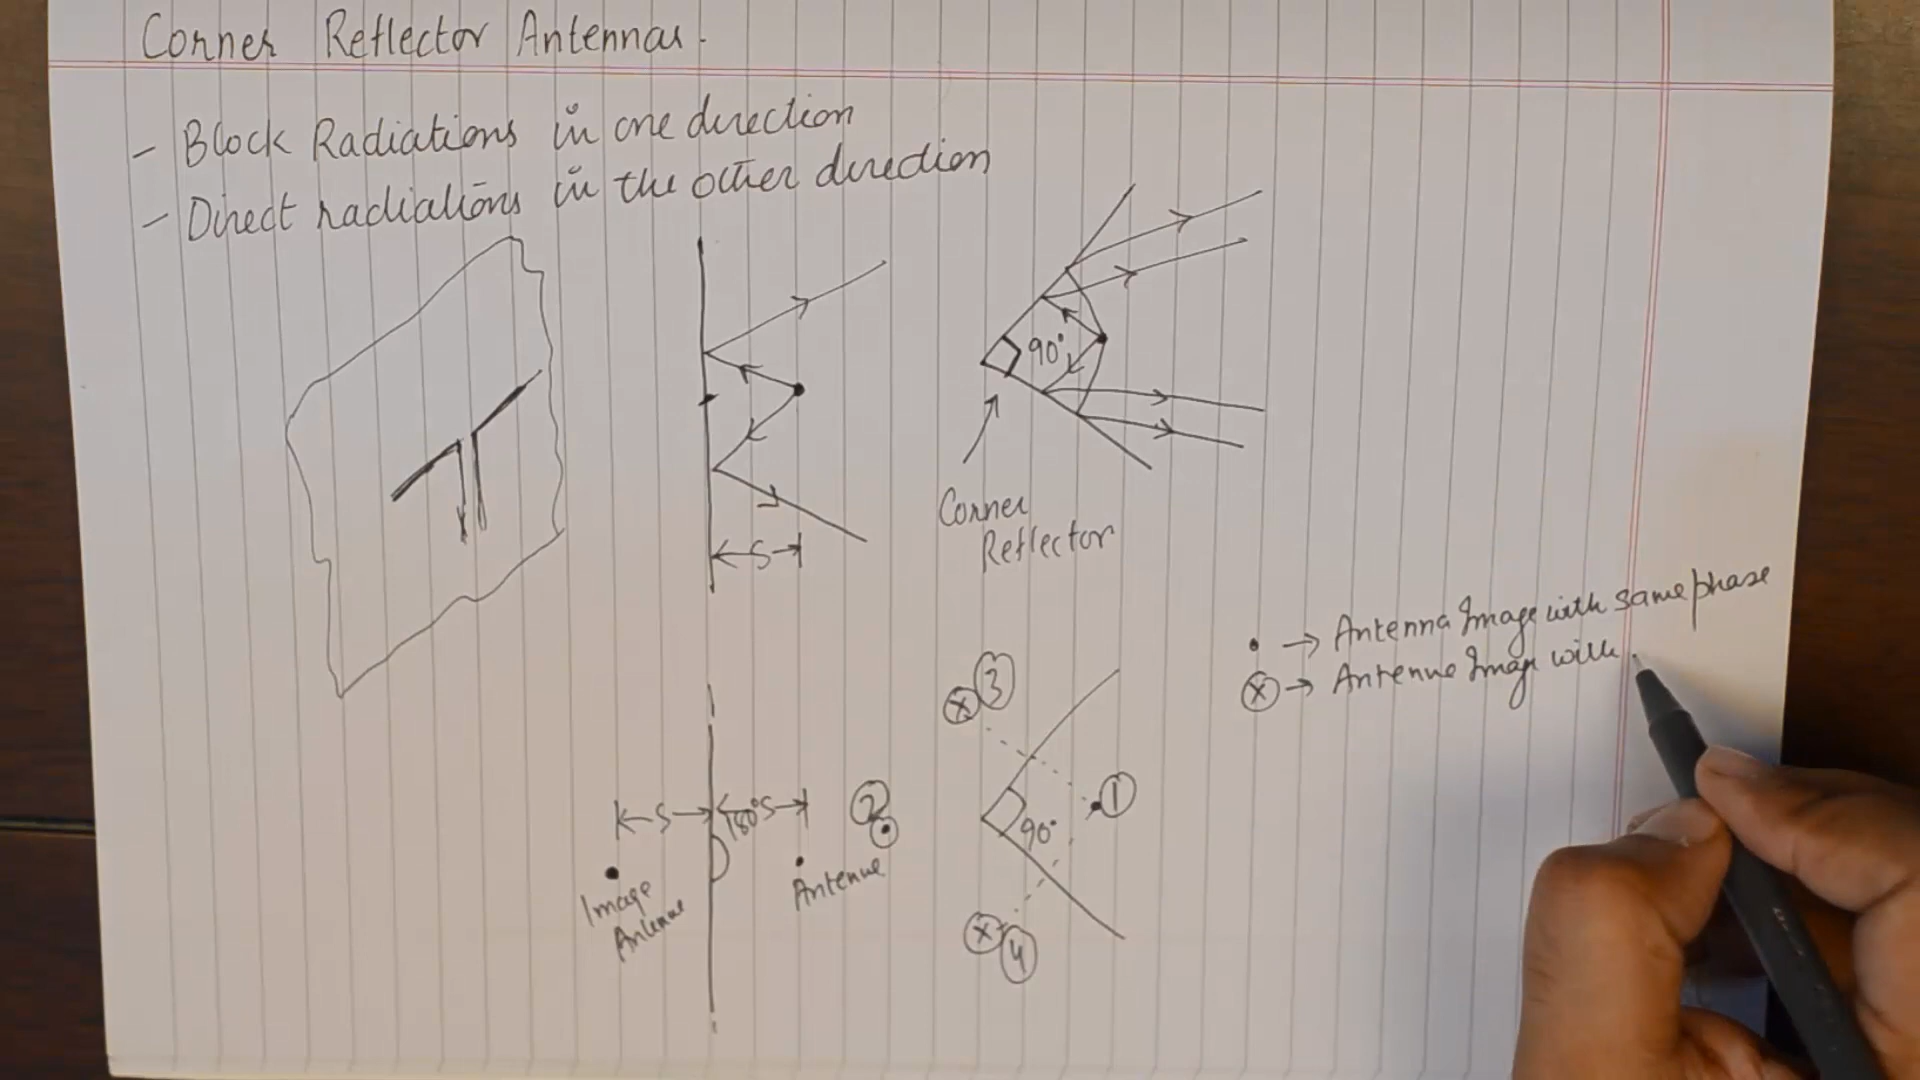 Corner Reflector Antennas.
- Block Radiations in one direction
- Direct radiations in the other direction
90°
S
Corner
Reflector
• → Antenna Image with same phase
ⓧ → Antenna Image with
ⓧ ③
S 180° S
②
①
90°
Image
Antenna
Antenna
ⓧ ④